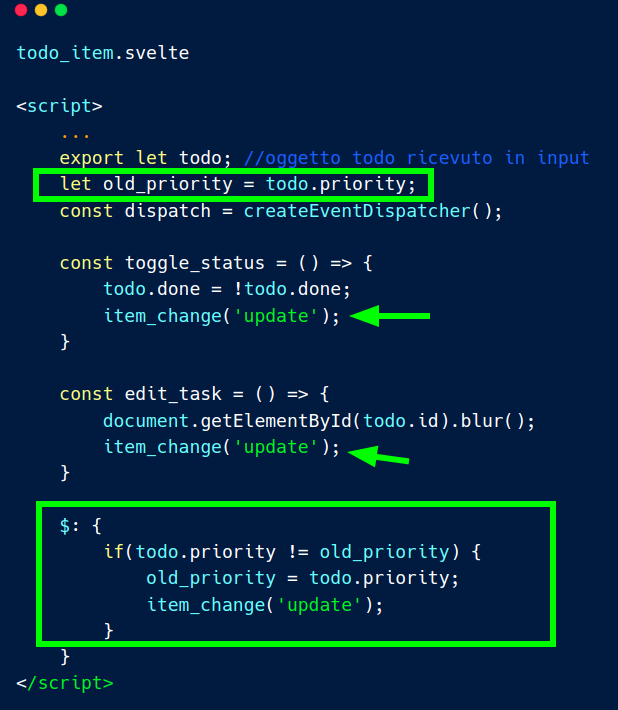 todo_item.svelte
<script>
...
export let todo; //oggetto todo ricevuto in input
let old_priority = todo.priority;
const dispatch = createEventDispatcher();
const toggle_status = () => {
todo.done = !todo.done;
item_change('update');
}
const edit_task = () => {
document.getElementById(todo.id).blur();
item_change('update');
}
$: {
if(todo.priority != old_priority) {
old_priority = todo.priority;
item_change('update');
}
}
</script>